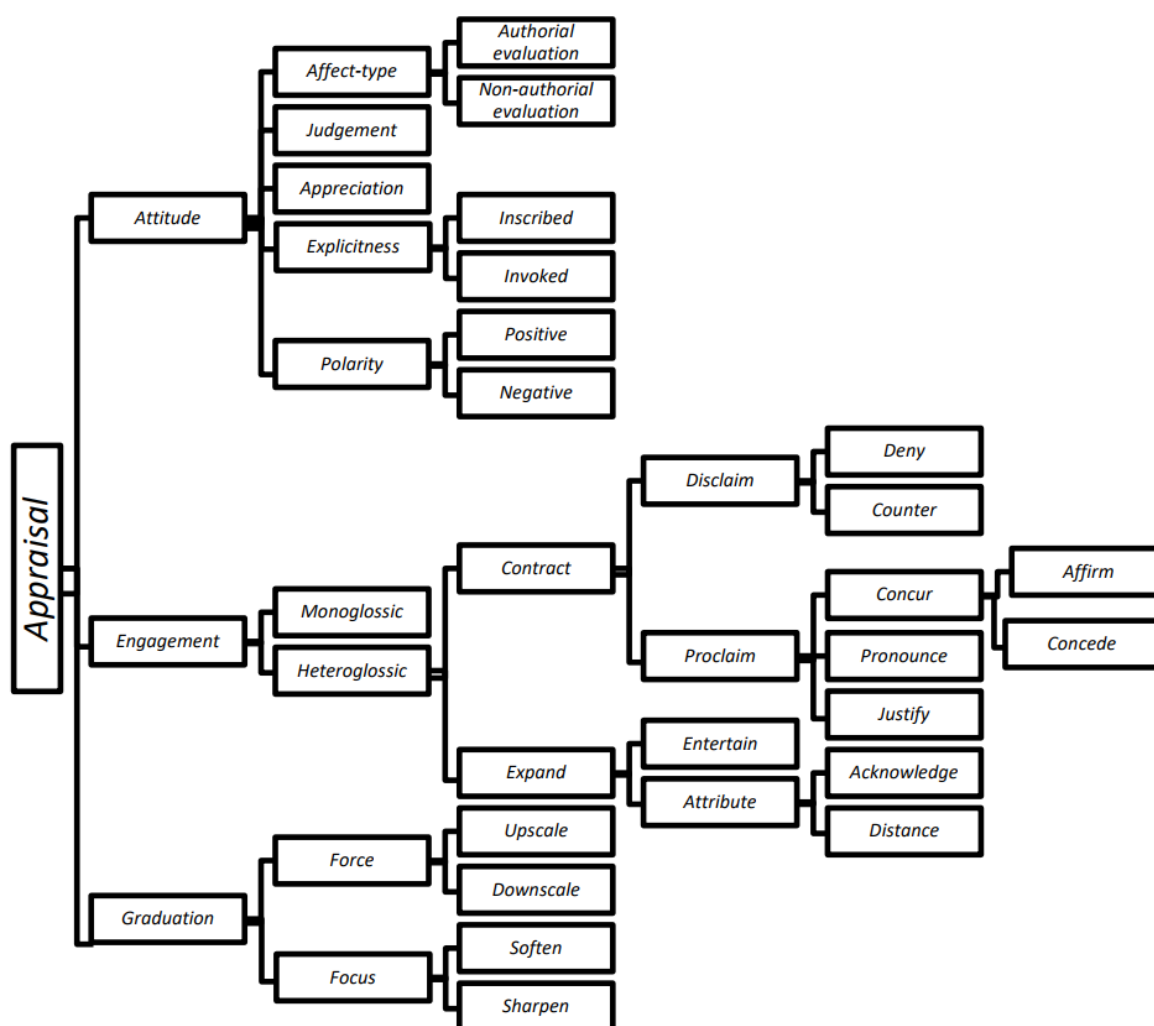 Authorial
evaluation
Affect-type
Non-authorial
evaluation
Judgement
Appreciation
Attitude
Inscribed
Explicitness
Invoked
Positive
Polarity
Negative
Deny
Disclaim
Counter
Appraisal
Contract
Affirm
Concur
Monoglossic
Engagement
Concede
Proclaim
Pronounce
Heteroglossic
Justify
Entertain
Expand
Acknowledge
Attribute
Upscale
Distance
Force
Downscale
Graduation
Soften
Focus
Sharpen